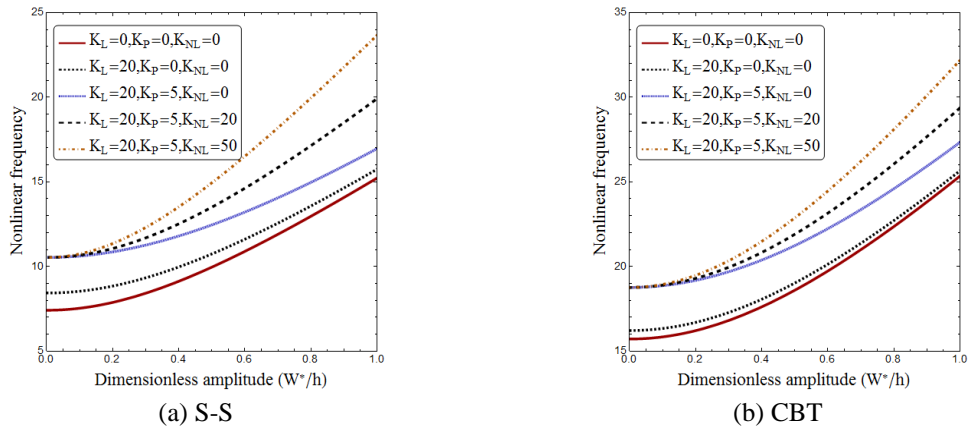 25
20
15
10
5
Nonlinear frequency
K_L=0,K_P=0,K_NL=0
K_L=20,K_P=0,K_NL=0
K_L=20,K_P=5,K_NL=0
K_L=20,K_P=5,K_NL=20
K_L=20,K_P=5,K_NL=50
0.0 0.2 0.4 0.6 0.8 1.0
Dimensionless amplitude (W*/h)
(a) S-S
35
30
25
20
15
Nonlinear frequency
K_L=0,K_P=0,K_NL=0
K_L=20,K_P=0,K_NL=0
K_L=20,K_P=5,K_NL=0
K_L=20,K_P=5,K_NL=20
K_L=20,K_P=5,K_NL=50
0.0 0.2 0.4 0.6 0.8 1.0
Dimensionless amplitude (W*/h)
(b) CBT